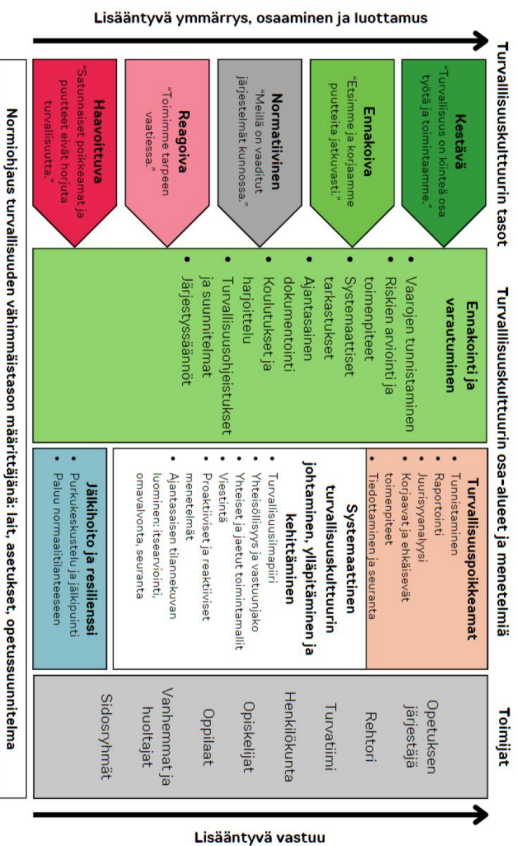 Lisääntyvä ymmärrys, osaaminen ja luottamus
Turvallisuuskulttuurin tasot
Kestävä
"Turvallisuus on kiinteä osa
työtä ja toimintaamme."
Ennakoiva
"Etsimme ja korjaamme
puutteita jatkuvasti."
Normatiivinen
"Meillä on vaaditut
järjestelmät kunnossa."
Reagoiva
"Toimimme tarpeen
vaatiessa."
Haavoittuva
"Satunnaiset poikkeamat ja
puutteet eivät horjuta
turvallisuutta."
Turvallisuuskulttuurin osa-alueet ja menetelmiä
Ennakointi ja
varautuminen
• Vaarojen tunnistaminen
• Riskien arviointi ja
toimenpiteet
• Systemaattiset
tarkastukset
• Ajantasainen
dokumentointi
• Koulutukset ja
harjoittelu
• Turvallisuusohjeistukset
ja suunnitelmat
• Järjestyssäännöt
Turvallisuuspoikkeamat
• Tunnistaminen
• Raportointi
• Juurisyyanalyysi
• Korjaavat ja ehkäisevät
toimenpiteet
• Tiedottaminen ja seuranta
Systemaattinen
turvallisuuskulttuurin
johtaminen, ylläpitäminen ja
kehittäminen
• Turvallisuusilmapiiri
• Yhteisöllisyys ja vastuunjako
• Yhteiset ja jaetut toimintamallit
• Viestintä
• Proaktiiviset ja reaktiiviset
menetelmät
• Ajantasaisen tilannekuvan
luominen: itsearviointi,
omavalvonta, seuranta
Jälkihoito ja resilienssi
• Purkukeskustelu ja jälkipuinti
• Paluu normaalitilanteeseen
Toimijat
Opetuksen
järjestäjä
Rehtori
Turvatiimi
Henkilökunta
Opiskelijat
Oppilaat
Vanhemmat ja
huoltajat
Sidosryhmät
Lisääntyvä vastuu
Normiohjaus turvallisuuden vähimmäistason määrittäjänä: lait, asetukset, opetussuunnitelma